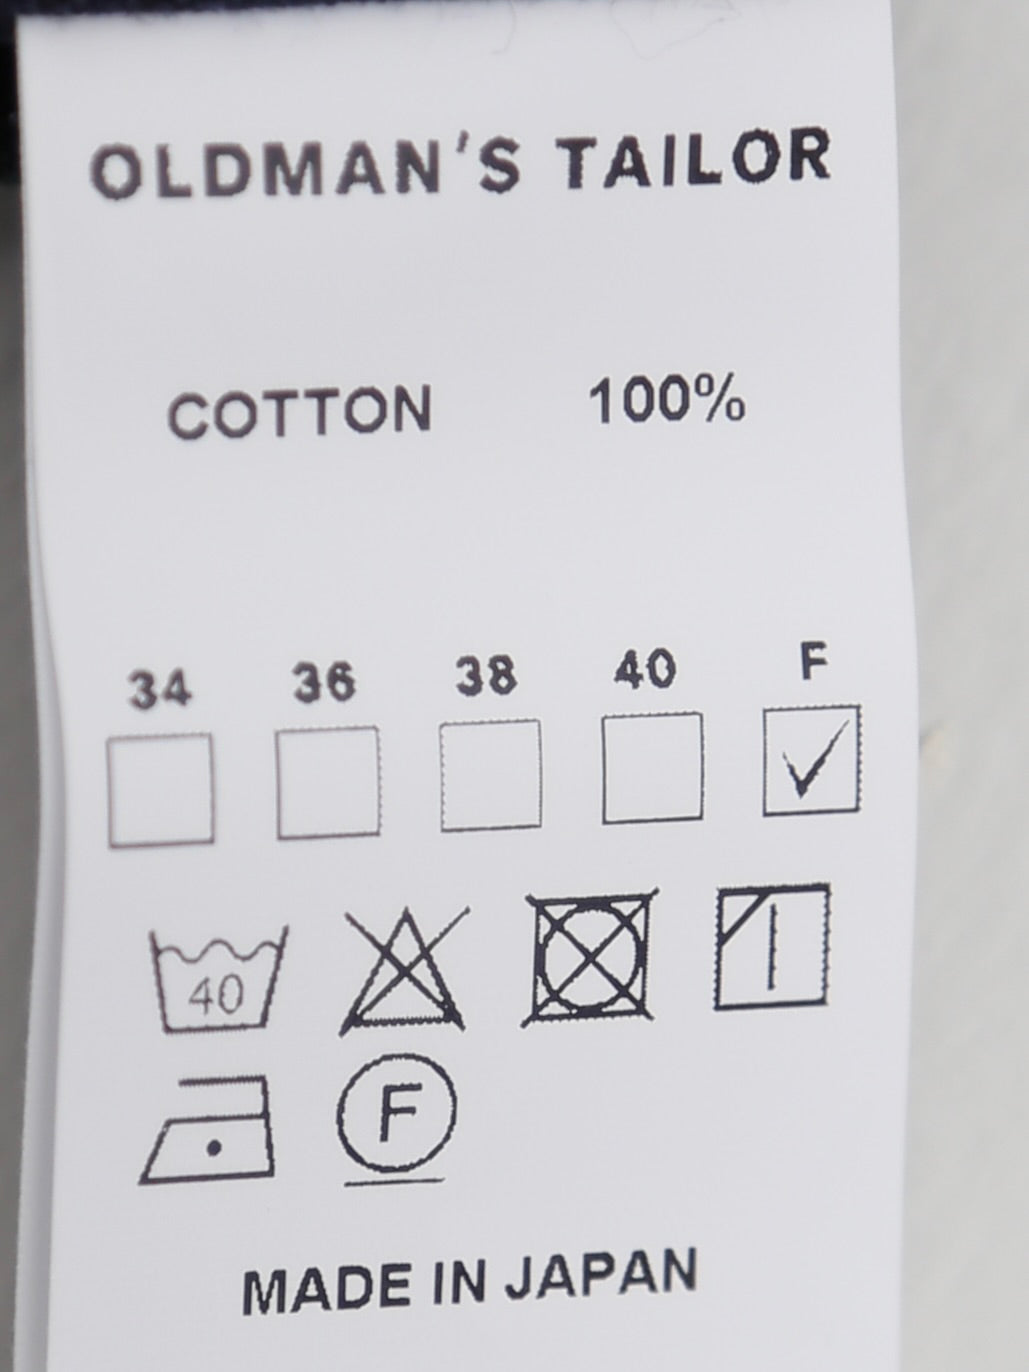 OLDMAN'S TAILOR
COTTON 100%
34 36 38 40 F
40
F
MADE IN JAPAN